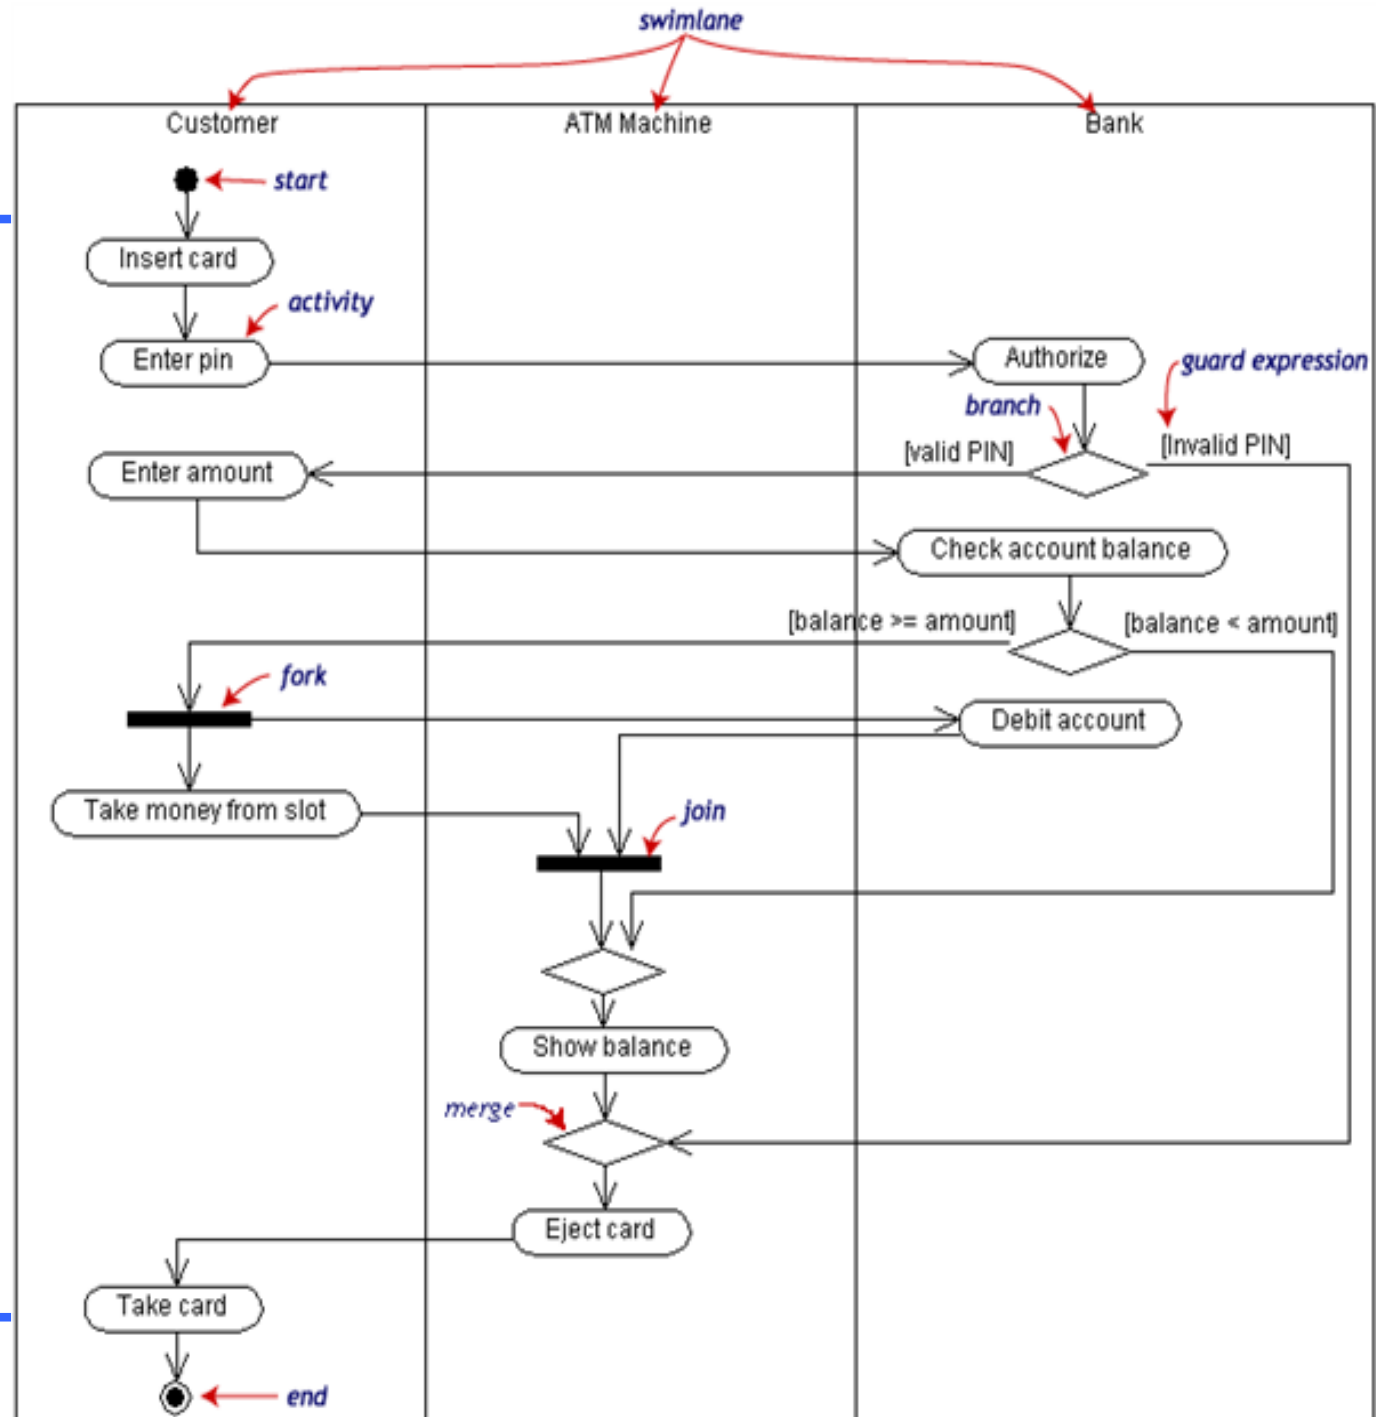 swimlane
Customer
ATM Machine
Bank
start
Insert card
activity
Enter pin
Authorize
guard expression
branch
[valid PIN]
[Invalid PIN]
Enter amount
Check account balance
[balance >= amount]
[balance < amount]
fork
Debit account
Take money from slot
join
Show balance
merge
Eject card
Take card
end